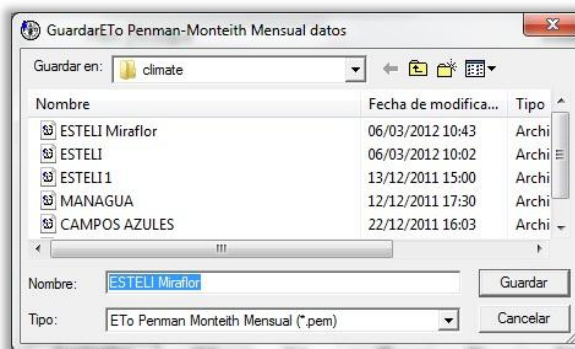 GuardarETo Penman-Monteith Mensual datos
Guardar en: climate
Nombre Fecha de modifica... Tipo
ESTELI Miraflor 06/03/2012 10:43 Archi
ESTELI 06/03/2012 10:02 Archi
ESTELI1 13/12/2011 15:00 Archi
MANAGUA 12/12/2011 17:30 Archi
CAMPOS AZULES 22/12/2011 16:03 Archi
Nombre: ESTELI Miraflor Guardar
Tipo: ETo Penman Monteith Mensual (*.pem) Cancelar